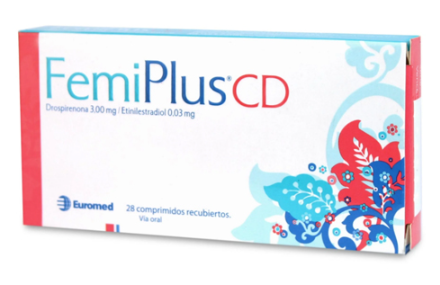 FemiPlus® CD
Drospirenona 3.00 mg / Etinilestradiol 0.03 mg
Euromed
28 comprimidos recubiertos.
Vía oral